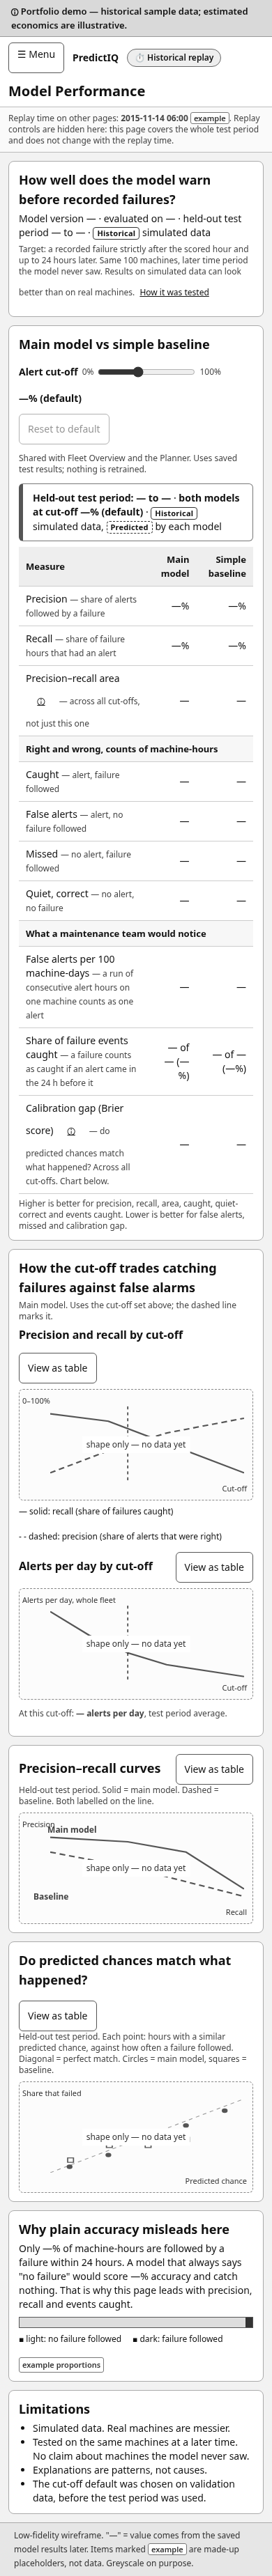 ⓘ Portfolio demo — historical sample data; estimated
economics are illustrative.
☰ Menu PredictIQ ⏱ Historical replay
Model Performance
Replay time on other pages: 2015-11-14 06:00 example. Replay
controls are hidden here: this page covers the whole test period
and does not change with the replay time.
How well does the model warn
before recorded failures?
Model version — · evaluated on — · held-out test
period — to — · Historical simulated data
Target: a recorded failure strictly after the scored hour and
up to 24 hours later. Same 100 machines, later time period
the model never saw. Results on simulated data can look
better than on real machines. How it was tested
Main model vs simple baseline
Alert cut-off 0% 100%
—% (default)
Reset to default
Shared with Fleet Overview and the Planner. Uses saved
test results; nothing is retrained.
Held-out test period: — to — · both models
at cut-off —% (default) · Historical
simulated data, Predicted by each model
Measure Main model Simple baseline
Precision — share of alerts
followed by a failure —% —%
Recall — share of failure
hours that had an alert —% —%
Precision–recall area
ⓘ — across all cut-offs, — —
not just this one
Right and wrong, counts of machine-hours
Caught — alert, failure
followed — —
False alerts — alert, no
failure followed — —
Missed — no alert, failure
followed — —
Quiet, correct — no alert,
no failure — —
What a maintenance team would notice
False alerts per 100
machine-days — a run of
consecutive alert hours on — —
one machine counts as one
alert
Share of failure events
caught — a failure counts
as caught if an alert came in
the 24 h before it
— of — (—%) — of — (—%)
Calibration gap (Brier
score) ⓘ — do
predicted chances match
what happened? Across all
cut-offs. Chart below.
— —
Higher is better for precision, recall, area, caught, quiet-
correct and events caught. Lower is better for false alerts,
missed and calibration gap.
How the cut-off trades catching
failures against false alarms
Main model. Uses the cut-off set above; the dashed line
marks it.
Precision and recall by cut-off
View as table
0–100%
shape only — no data yet
Cut-off
— solid: recall (share of failures caught)
- - dashed: precision (share of alerts that were right)
Alerts per day by cut-off View as table
Alerts per day, whole fleet
shape only — no data yet
Cut-off
At this cut-off: — alerts per day, test period average.
Precision–recall curves View as table
Held-out test period. Solid = main model. Dashed =
baseline. Both labelled on the line.
Precision
Main model
shape only — no data yet
Baseline
Recall
Do predicted chances match what
happened?
View as table
Held-out test period. Each point: hours with a similar
predicted chance, against how often a failure followed.
Diagonal = perfect match. Circles = main model, squares =
baseline.
Share that failed
shape only — no data yet
Predicted chance
Why plain accuracy misleads here
Only —% of machine-hours are followed by a
failure within 24 hours. A model that always says
"no failure" would score —% accuracy and catch
nothing. That is why this page leads with precision,
recall and events caught.
■ light: no failure followed ■ dark: failure followed
example proportions
Limitations
• Simulated data. Real machines are messier.
• Tested on the same machines at a later time.
No claim about machines the model never saw.
• Explanations are patterns, not causes.
• The cut-off default was chosen on validation
data, before the test period was used.
Low-fidelity wireframe. "—" = value comes from the saved
model results later. Items marked example are made-up
placeholders, not data. Greyscale on purpose.